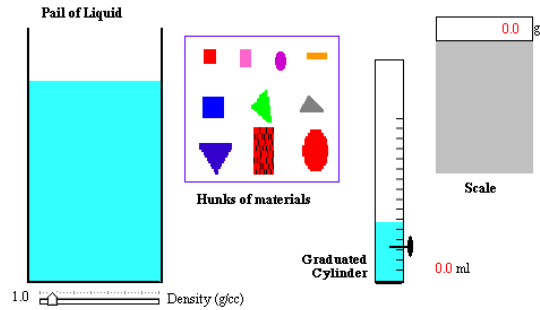 Pail of Liquid
0.0 g
Hunks of materials
Scale
Graduated
Cylinder
0.0 ml
1.0 Density (g/cc)